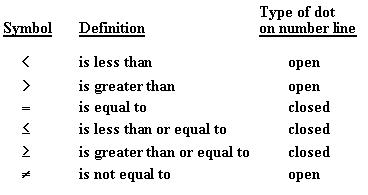 Type of dot
Symbol Definition on number line
< is less than open
> is greater than open
= is equal to closed
≤ is less than or equal to closed
≥ is greater than or equal to closed
≠ is not equal to open